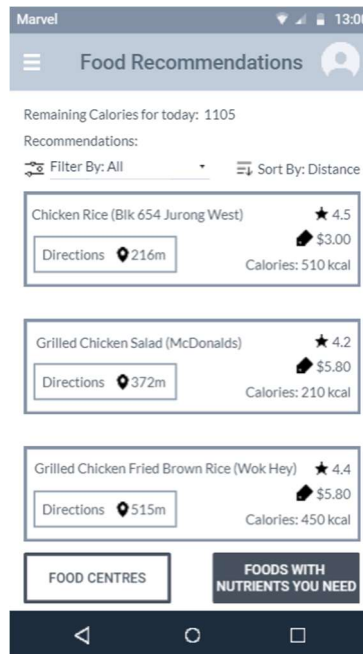 Marvel 13:00
Food Recommendations
Remaining Calories for today: 1105
Recommendations:
Filter By: All Sort By: Distance
Chicken Rice (Blk 654 Jurong West) 4.5
$3.00
Directions 216m
Calories: 510 kcal
Grilled Chicken Salad (McDonalds) 4.2
$5.80
Directions 372m
Calories: 210 kcal
Grilled Chicken Fried Brown Rice (Wok Hey) 4.4
$5.80
Directions 515m
Calories: 450 kcal
FOOD CENTRES
FOODS WITH
NUTRIENTS YOU NEED